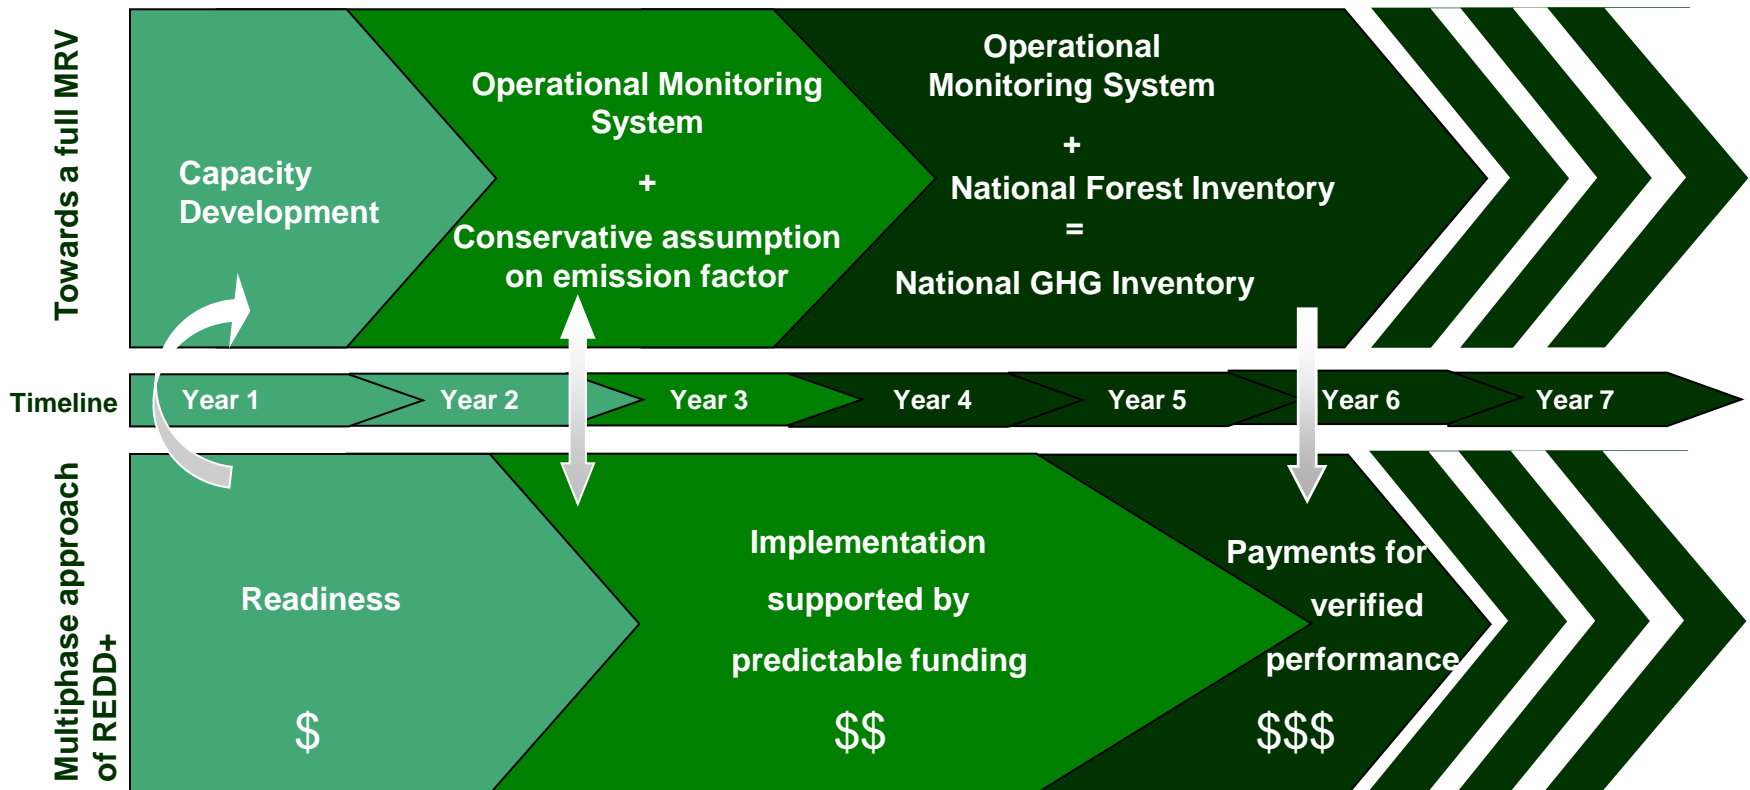 Towards a full MRV
Capacity
Development
Operational Monitoring
System
+
Conservative assumption
on emission factor
Operational
Monitoring System
+
National Forest Inventory
=
National GHG Inventory
Timeline
Year 1
Year 2
Year 3
Year 4
Year 5
Year 6
Year 7
Multiphase approach
of REDD+
Readiness
$
Implementation
supported by
predictable funding
$$
Payments for
verified
performance
$$$